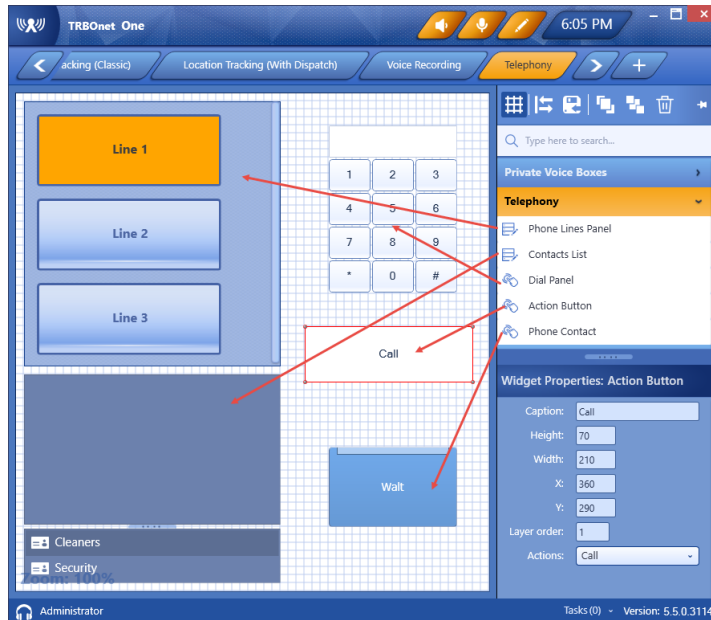 TRBOnet One
6:05 PM
acking (Classic)
Location Tracking (With Dispatch)
Voice Recording
Telephony
Line 1
Line 2
Line 3
1 2 3
4 5 6
7 8 9
* 0 #
Call
Walt
Cleaners
Security
Zoom: 100%
Type here to search...
Private Voice Boxes
Telephony
Phone Lines Panel
Contacts List
Dial Panel
Action Button
Phone Contact
Widget Properties: Action Button
Caption: Call
Height: 70
Width: 210
X: 360
Y: 290
Layer order: 1
Actions: Call
Administrator
Tasks (0)
Version: 5.5.0.3114